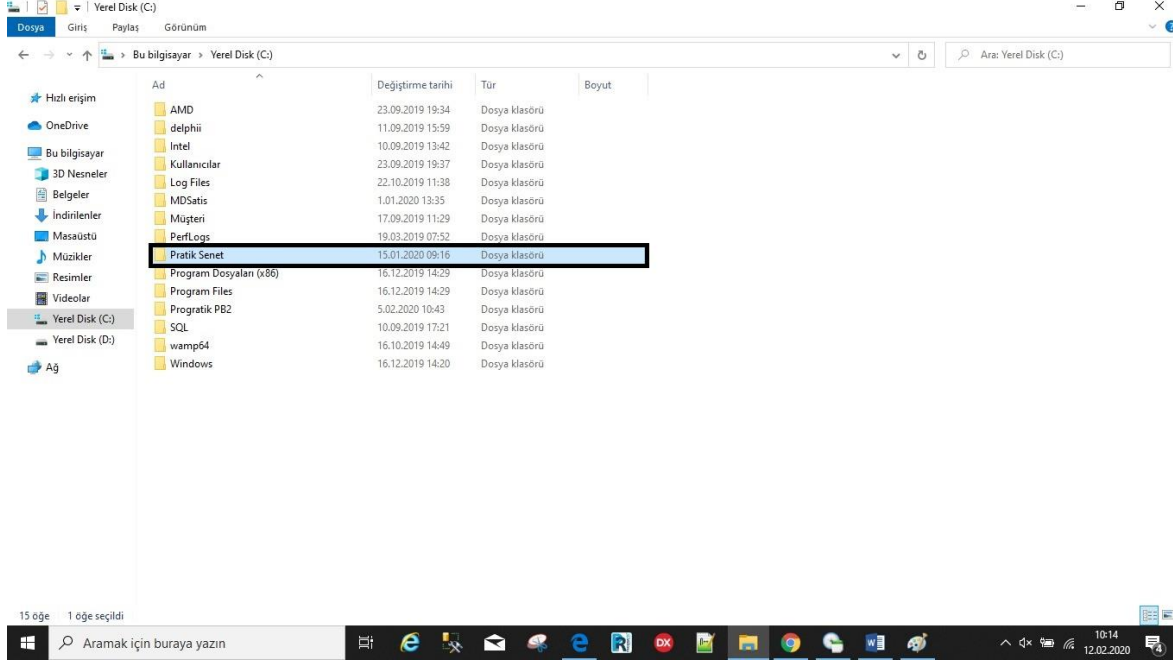 Yerel Disk (C:)
Dosya Giriş Paylaş Görünüm
Bu bilgisayar › Yerel Disk (C:)
Ara: Yerel Disk (C:)
Ad Değiştirme tarihi Tür Boyut
Hızlı erişim
OneDrive
Bu bilgisayar
3D Nesneler
Belgeler
İndirilenler
Masaüstü
Müzikler
Resimler
Videolar
Yerel Disk (C:)
Yerel Disk (D:)
Ağ
AMD 23.09.2019 19:34 Dosya klasörü
delphii 11.09.2019 15:59 Dosya klasörü
Intel 10.09.2019 13:42 Dosya klasörü
Kullanıcılar 23.09.2019 19:37 Dosya klasörü
Log Files 22.10.2019 11:38 Dosya klasörü
MDSatis 1.01.2020 13:35 Dosya klasörü
Müşteri 17.09.2019 11:29 Dosya klasörü
PerfLogs 19.03.2019 07:52 Dosya klasörü
Pratik Senet 15.01.2020 09:16 Dosya klasörü
Program Dosyaları (x86) 16.12.2019 14:29 Dosya klasörü
Program Files 16.12.2019 14:29 Dosya klasörü
Progratik PB2 5.02.2020 10:43 Dosya klasörü
SQL 10.09.2019 17:21 Dosya klasörü
wamp64 16.10.2019 14:49 Dosya klasörü
Windows 16.12.2019 14:20 Dosya klasörü
15 öğe 1 öğe seçildi
Aramak için buraya yazın
DX
10:14
12.02.2020
4